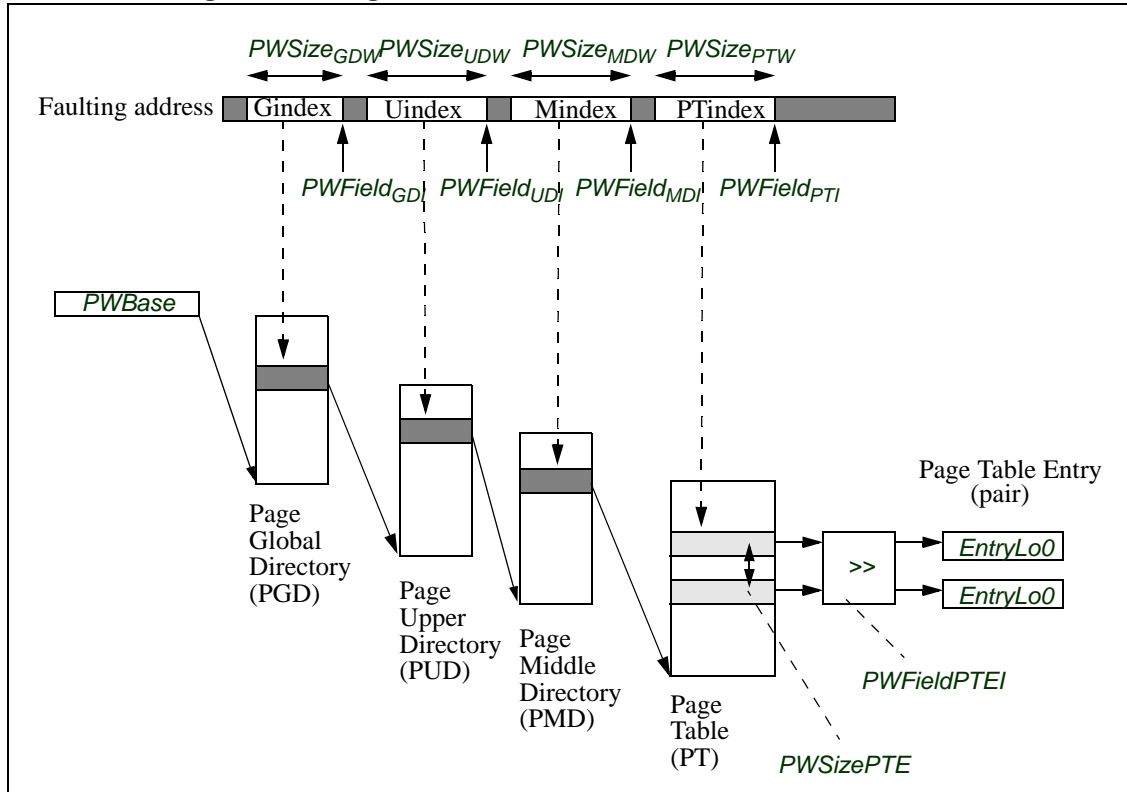 PWSizeGDW PWSizeUDW PWSizeMDW PWSizePTW
Faulting address Gindex Uindex Mindex PTindex
PWFieldGDI PWFieldUDI PWFieldMDI PWFieldPTI
PWBase
Page
Global
Directory
(PGD)
Page
Upper
Directory
(PUD)
Page
Middle
Directory
(PMD)
Page
Table
(PT)
Page Table Entry
(pair)
>>
EntryLo0
EntryLo0
PWFieldPTEI
PWSizePTE